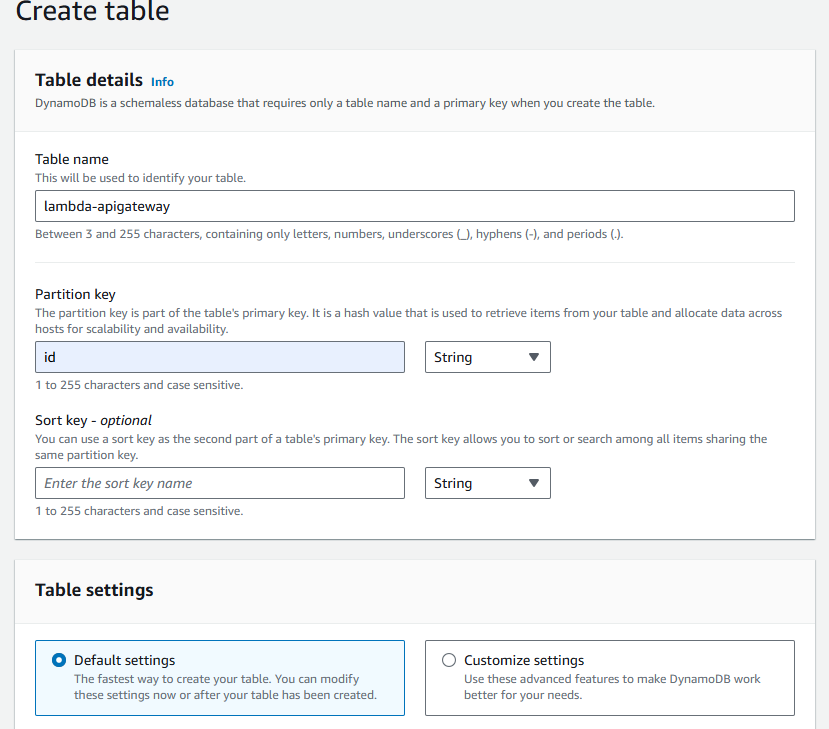 Create table
Table details Info
DynamoDB is a schemaless database that requires only a table name and a primary key when you create the table.
Table name
This will be used to identify your table.
lambda-apigateway
Between 3 and 255 characters, containing only letters, numbers, underscores (_), hyphens (-), and periods (.).
Partition key
The partition key is part of the table's primary key. It is a hash value that is used to retrieve items from your table and allocate data across
hosts for scalability and availability.
id
String
1 to 255 characters and case sensitive.
Sort key - optional
You can use a sort key as the second part of a table's primary key. The sort key allows you to sort or search among all items sharing the
same partition key.
Enter the sort key name
String
1 to 255 characters and case sensitive.
Table settings
Default settings
The fastest way to create your table. You can modify
these settings now or after your table has been created.
Customize settings
Use these advanced features to make DynamoDB work
better for your needs.